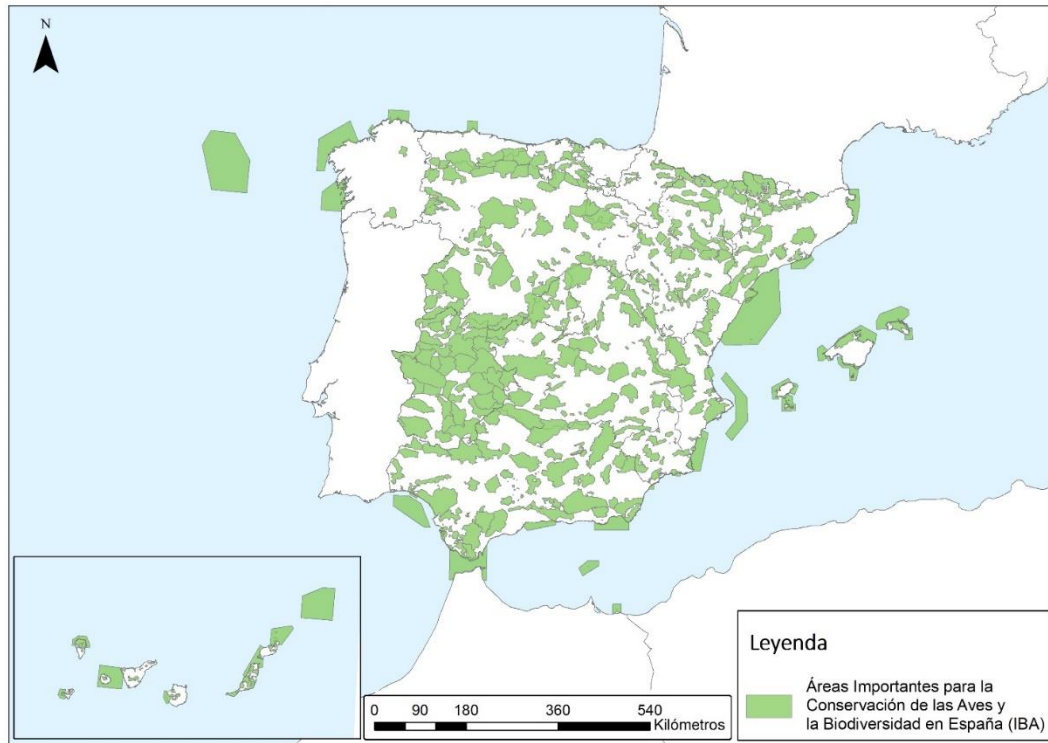 N
Leyenda
Áreas Importantes para la
Conservación de las Aves y
la Biodiversidad en España (IBA)
0 90 180 360 540
Kilómetros